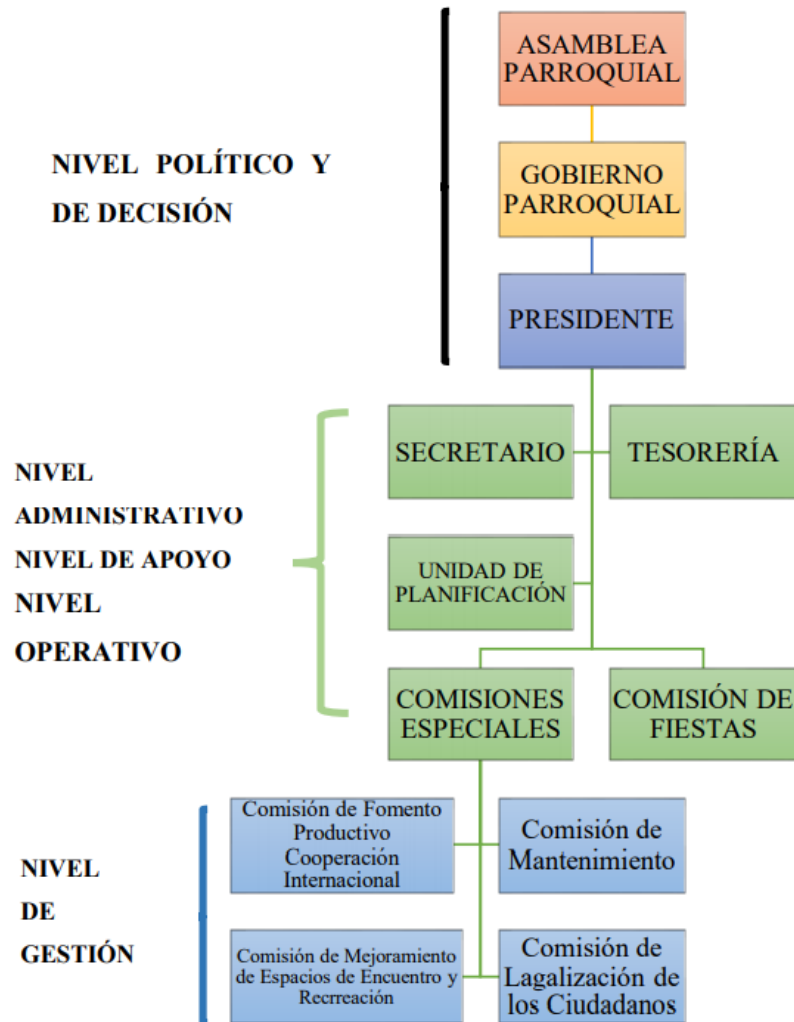 ASAMBLEA
PARROQUIAL
NIVEL POLÍTICO Y
DE DECISIÓN
GOBIERNO
PARROQUIAL
PRESIDENTE
SECRETARIO
TESORERÍA
NIVEL
ADMINISTRATIVO
NIVEL DE APOYO
NIVEL
OPERATIVO
UNIDAD DE
PLANIFICACIÓN
COMISIONES
ESPECIALES
COMISIÓN DE
FIESTAS
NIVEL
DE
GESTIÓN
Comisión de Fomento
Productivo
Cooperación
Internacional
Comisión de
Mantenimiento
Comisión de Mejoramiento
de Espacios de Encuentro y
Recrreación
Comisión de
Lagalización de
los Ciudadanos